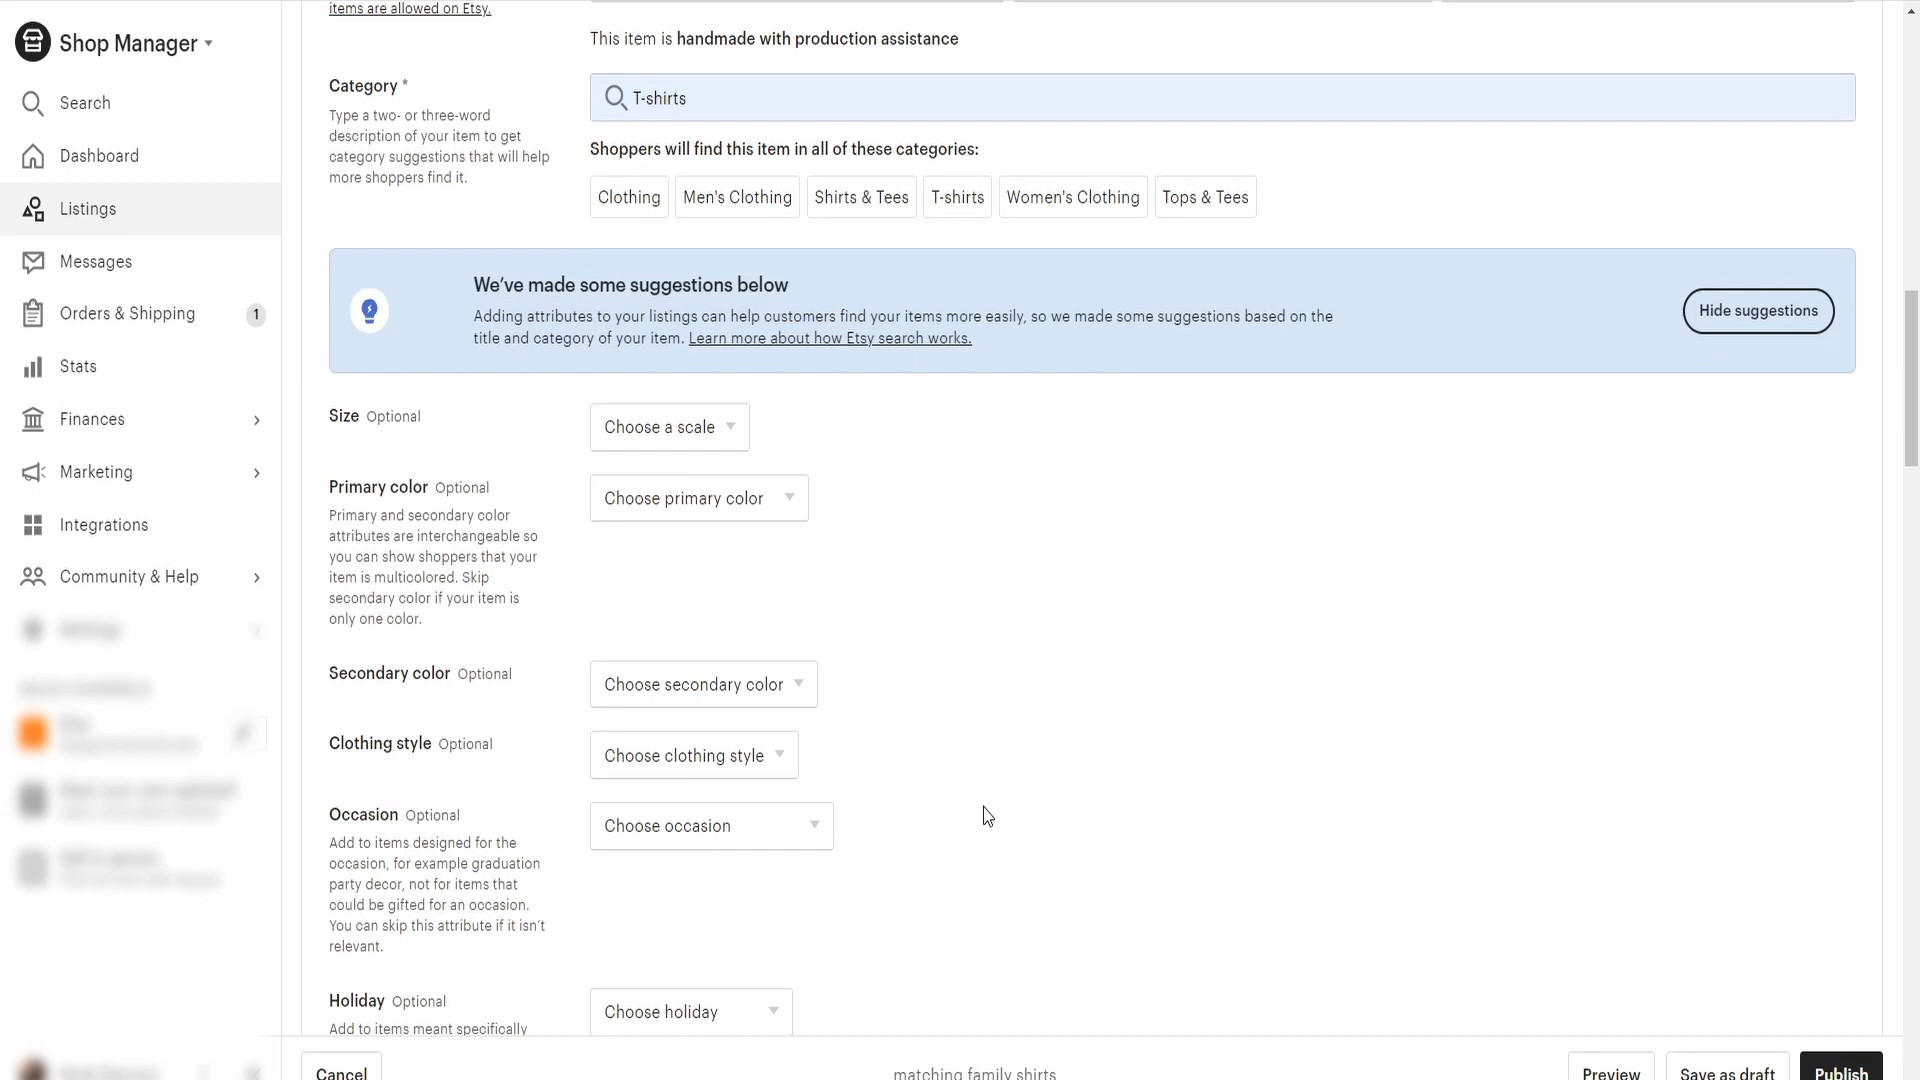 Shop Manager
Search
Dashboard
Listings
Messages
Orders & Shipping 1
Stats
Finances
Marketing
Integrations
Community & Help
items are allowed on Etsy.
This item is handmade with production assistance
Category *
Type a two- or three-word
description of your item to get
category suggestions that will help
more shoppers find it.
T-shirts
Shoppers will find this item in all of these categories:
Clothing Men's Clothing Shirts & Tees T-shirts Women's Clothing Tops & Tees
We've made some suggestions below
Adding attributes to your listings can help customers find your items more easily, so we made some suggestions based on the
title and category of your item. Learn more about how Etsy search works.
Hide suggestions
Size Optional
Choose a scale
Primary color Optional
Primary and secondary color
attributes are interchangeable so
you can show shoppers that your
item is multicolored. Skip
secondary color if your item is
only one color.
Choose primary color
Secondary color Optional
Choose secondary color
Clothing style Optional
Choose clothing style
Occasion Optional
Add to items designed for the
occasion, for example graduation
party decor, not for items that
could be gifted for an occasion.
You can skip this attribute if it isn't
relevant.
Choose occasion
Holiday Optional
Add to items meant specifically
Choose holiday
Cancel
matching family shirts
Preview
Save as draft
Publish